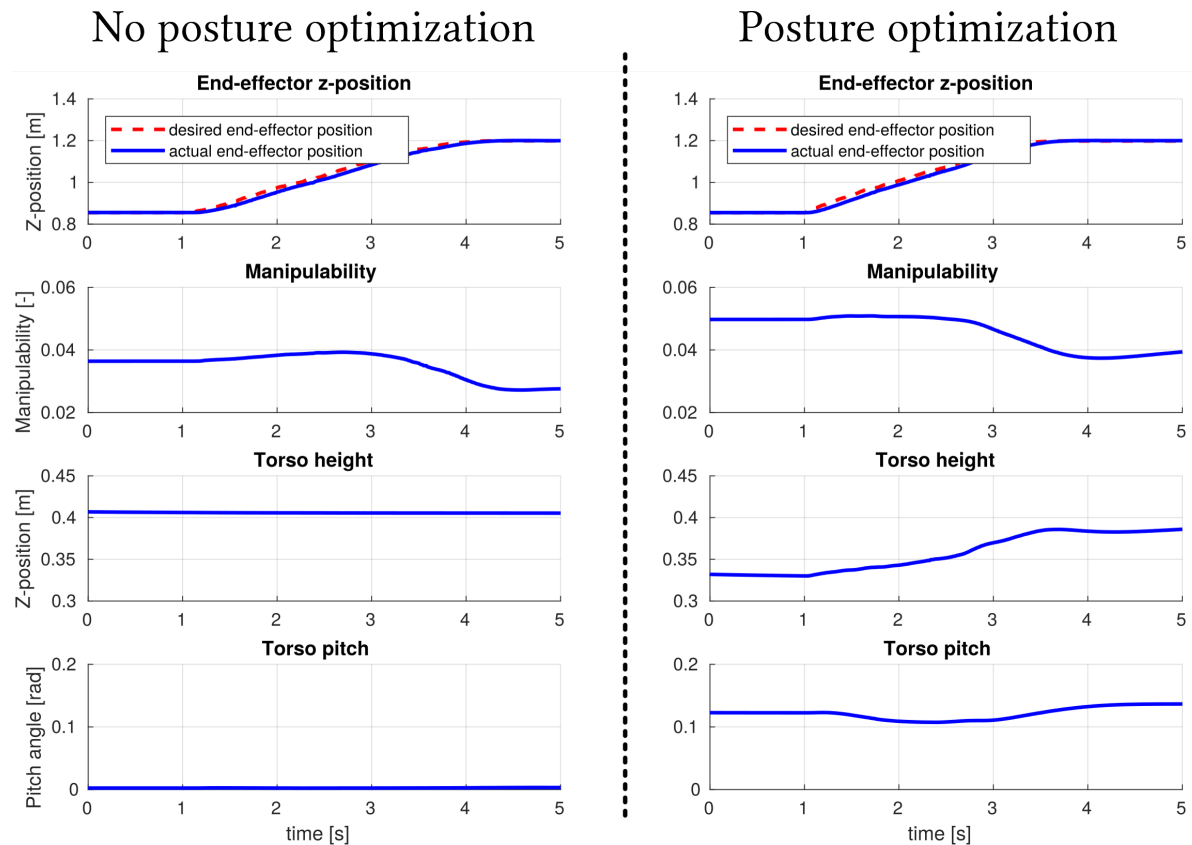 No posture optimization
Posture optimization
End-effector z-position
1.4
1.2
1
0.8
Z-position [m]
desired end-effector position
actual end-effector position
0 1 2 3 4 5
Manipulability
0.06
0.04
0.02
Manipulability [-]
0 1 2 3 4 5
Torso height
0.45
0.4
0.35
0.3
Z-position [m]
0 1 2 3 4 5
Torso pitch
0.2
0.1
0
Pitch angle [rad]
0 1 2 3 4 5
time [s]
End-effector z-position
1.4
1.2
1
0.8
desired end-effector position
actual end-effector position
0 1 2 3 4 5
Manipulability
0.06
0.04
0.02
0 1 2 3 4 5
Torso height
0.45
0.4
0.35
0.3
0 1 2 3 4 5
Torso pitch
0.2
0.1
0
0 1 2 3 4 5
time [s]